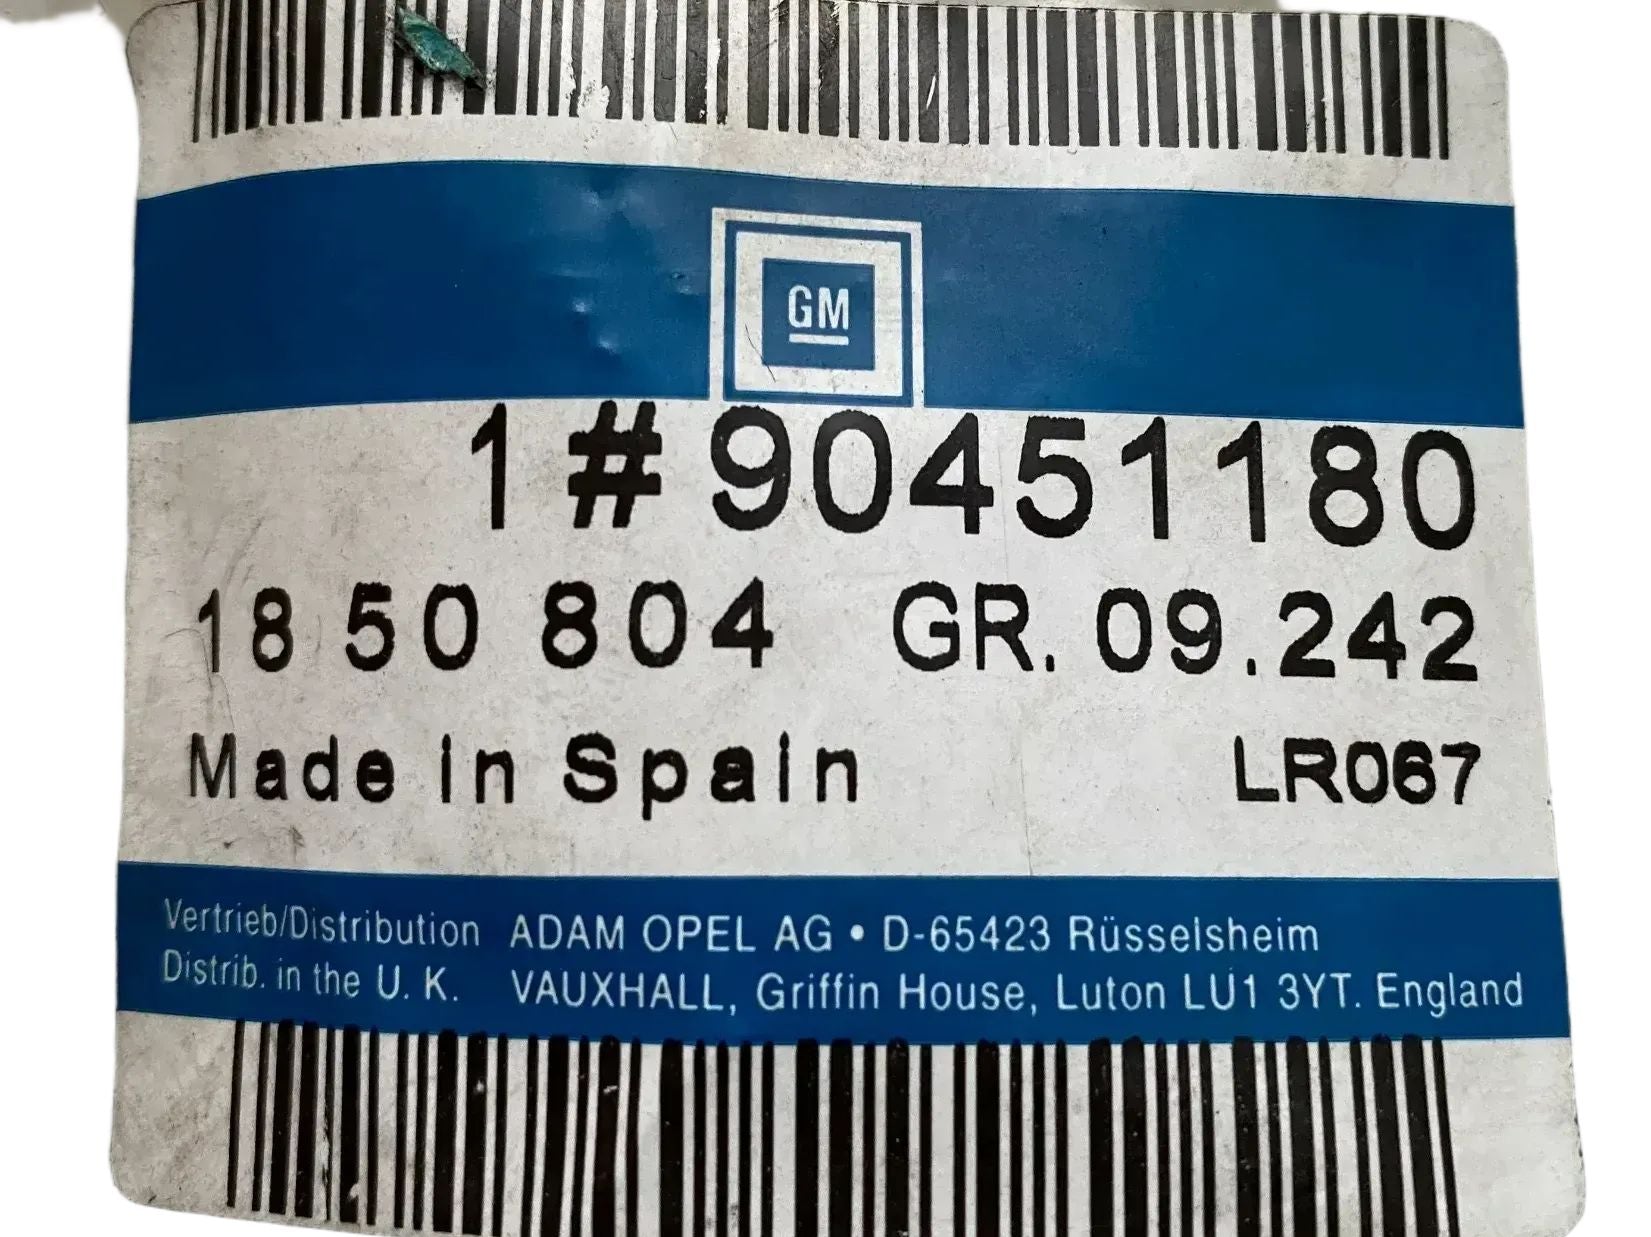 GM
1 # 90451180
18 50 804 GR. 09.242
Made in Spain LR067
Vertrieb/Distribution ADAM OPEL AG • D-65423 Rüsselsheim
Distrib. in the U. K. VAUXHALL, Griffin House, Luton LU1 3YT. England